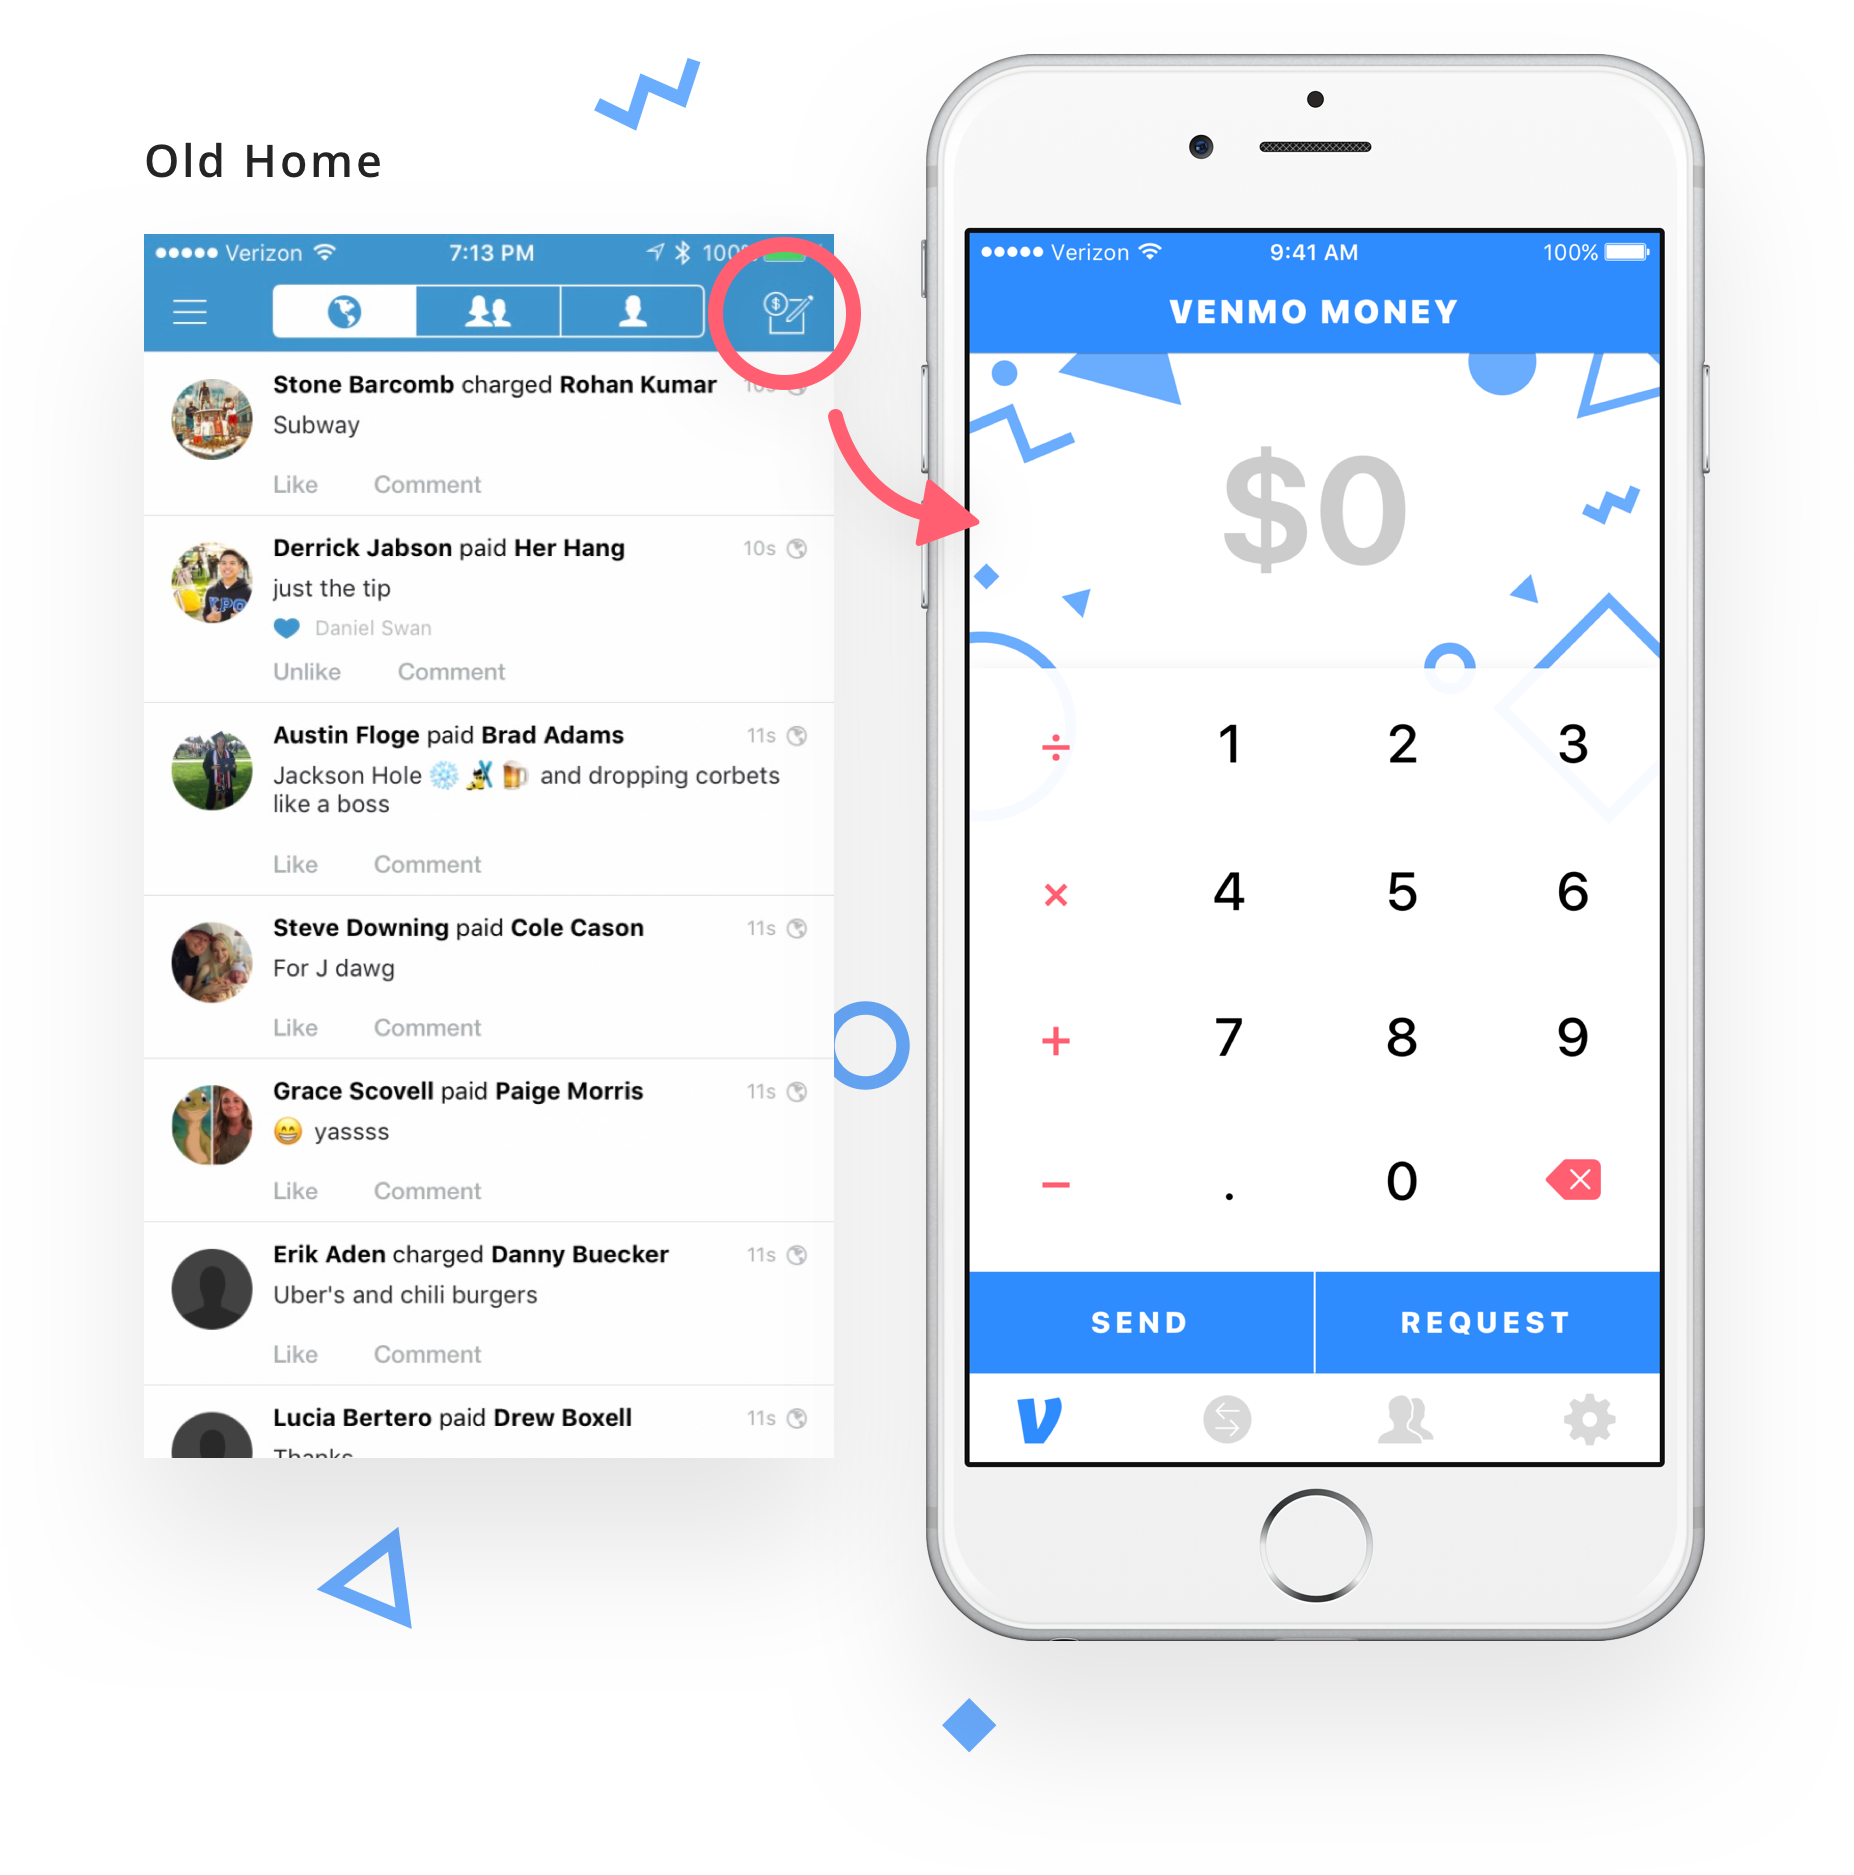 Old Home
Verizon 7:13 PM 100%
$
Stone Barcomb charged Rohan Kumar 10s
Subway
Like Comment
Derrick Jabson paid Her Hang 10s
just the tip
Daniel Swan
Unlike Comment
Austin Floge paid Brad Adams 11s
Jackson Hole ❄️ 🍺 and dropping corbets
like a boss
Like Comment
Steve Downing paid Cole Cason 11s
For J dawg
Like Comment
Grace Scovell paid Paige Morris 11s
😁 yassss
Like Comment
Erik Aden charged Danny Buecker 11s
Uber's and chili burgers
Like Comment
Lucia Bertero paid Drew Boxell 11s
Thanks
Verizon 9:41 AM 100%
VENMO MONEY
$0
÷ 1 2 3
× 4 5 6
+ 7 8 9
− . 0
SEND REQUEST
V